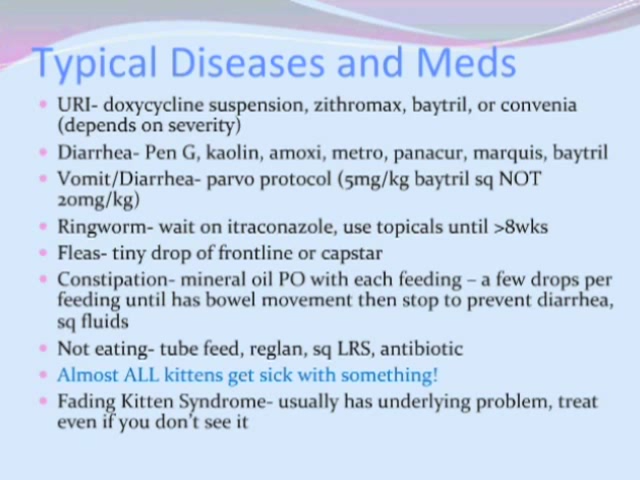 Typical Diseases and Meds
• URI- doxycycline suspension, zithromax, baytril, or convenia
(depends on severity)
• Diarrhea- Pen G, kaolin, amoxi, metro, panacur, marquis, baytril
• Vomit/Diarrhea- parvo protocol (5mg/kg baytril sq NOT
20mg/kg)
• Ringworm- wait on itraconazole, use topicals until >8wks
• Fleas- tiny drop of frontline or capstar
• Constipation- mineral oil PO with each feeding – a few drops per
feeding until has bowel movement then stop to prevent diarrhea,
sq fluids
• Not eating- tube feed, reglan, sq LRS, antibiotic
• Almost ALL kittens get sick with something!
• Fading Kitten Syndrome- usually has underlying problem, treat
even if you don't see it